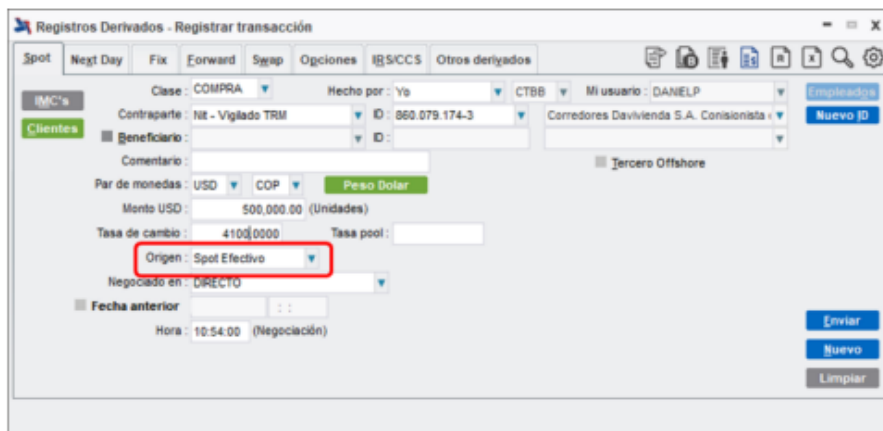 Registros Derivados - Registrar transacción
Spot Next Day Fix Forward Swap Opciones IRS/CCS Otros derivados
IMC's Clase : COMPRA Hecho por : Yo CTBB Mi usuario : DANIELP Empleados
Clientes Contraparte : Nit - Vigilado TRM ID : 860.079.174-3 Corredores Davivienda S.A. Conisionista Nuevo ID
Beneficiario : ID :
Comentario : Tercero Offshore
Par de monedas : USD COP Peso Dolar
Monto USD : 500,000.00 (Unidades)
Tasa de cambio : 4100.0000 Tasa pool :
Origen : Spot Efectivo
Negociado en : DIRECTO
Fecha anterior : :
Hora : 10:54:00 (Negociación)
Enviar
Nuevo
Limpiar